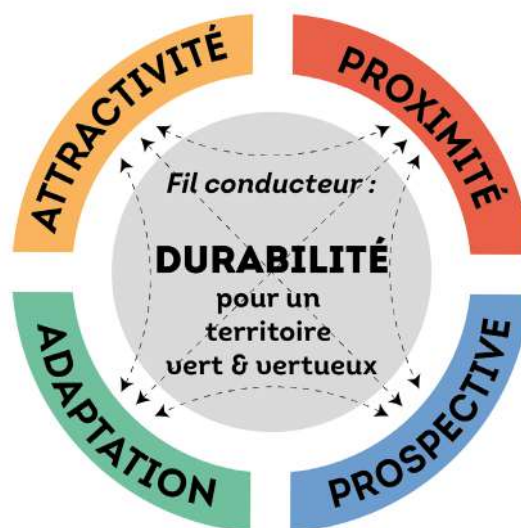 ATTRACTIVITÉ
PROXIMITÉ
Fil conducteur :
DURABILITÉ
pour un
territoire
vert & vertueux
ADAPTATION
PROSPECTIVE